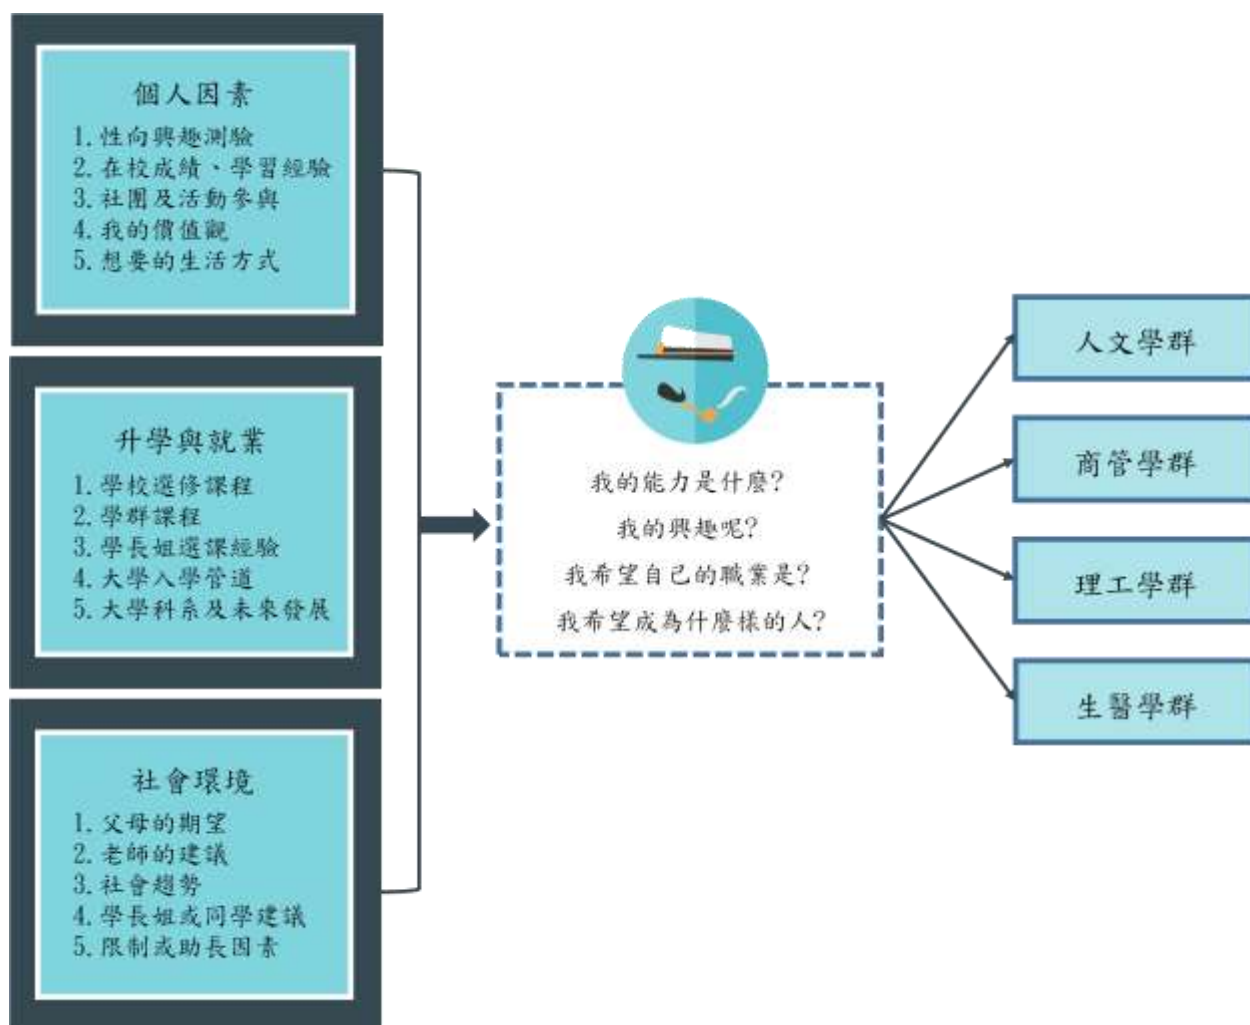 個人因素
1. 性向興趣測驗
2. 在校成績、學習經驗
3. 社團及活動參與
4. 我的價值觀
5. 想要的生活方式
升學與就業
1. 學校選修課程
2. 學群課程
3. 學長姐選課經驗
4. 大學入學管道
5. 大學科系及未來發展
社會環境
1. 父母的期望
2. 老師的建議
3. 社會趨勢
4. 學長姐或同學建議
5. 限制或助長因素
我的能力是什麼?
我的興趣呢?
我希望自己的職業是?
我希望成為什麼樣的人?
人文學群
商管學群
理工學群
生醫學群